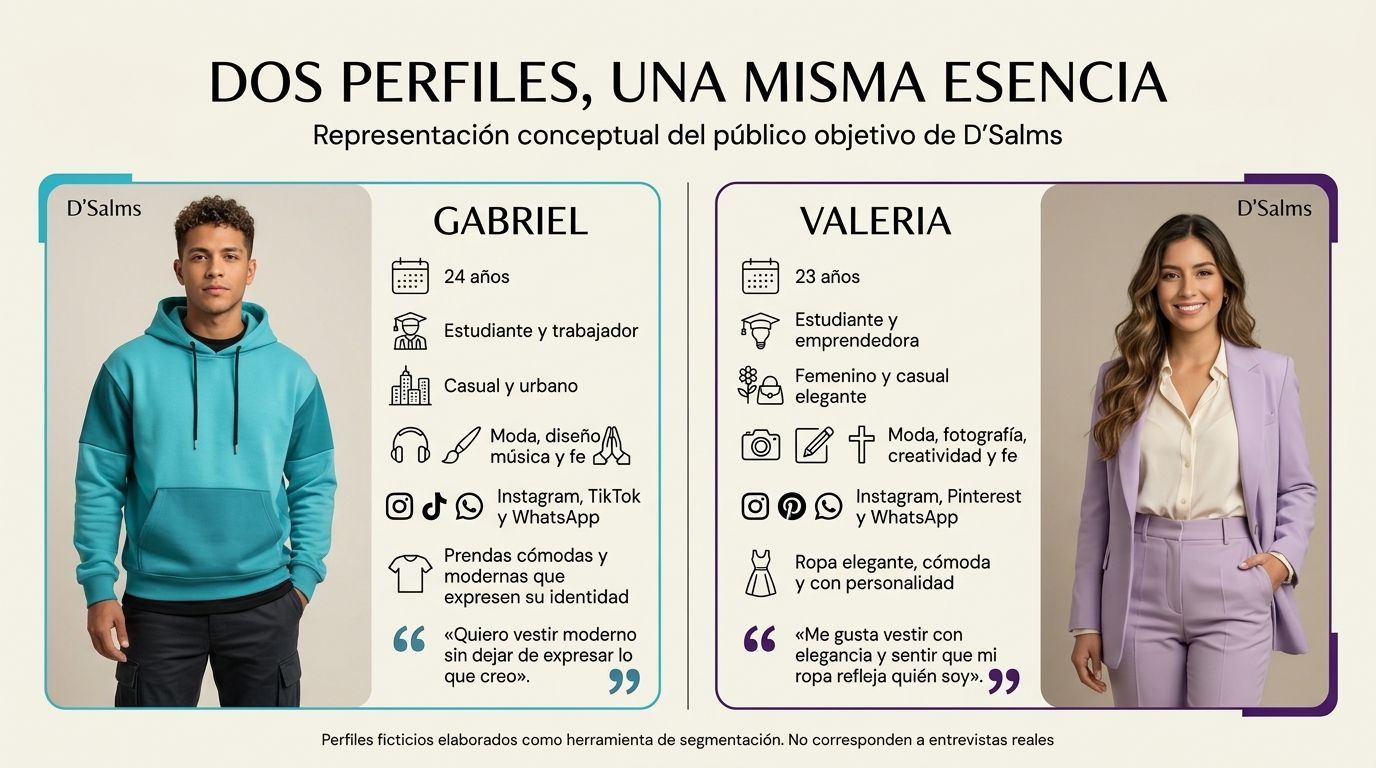 DOS PERFILES, UNA MISMA ESENCIA
Representación conceptual del público objetivo de D'Salms
D'Salms
GABRIEL
24 años
Estudiante y trabajador
Casual y urbano
Moda, diseño
música y fe
Instagram, TikTok
y WhatsApp
Prendas cómodas y
modernas que
expresen su identidad
“
«Quiero vestir moderno
sin dejar de expresar lo
que creo».
”
VALERIA
23 años
Estudiante y
emprendedora
Femenino y casual
elegante
Moda, fotografía,
creatividad y fe
Instagram, Pinterest
y WhatsApp
Ropa elegante, cómoda
y con personalidad
“
«Me gusta vestir con
elegancia y sentir que mi
ropa refleja quién soy».
”
D'Salms
Perfiles ficticios elaborados como herramienta de segmentación. No corresponden a entrevistas reales